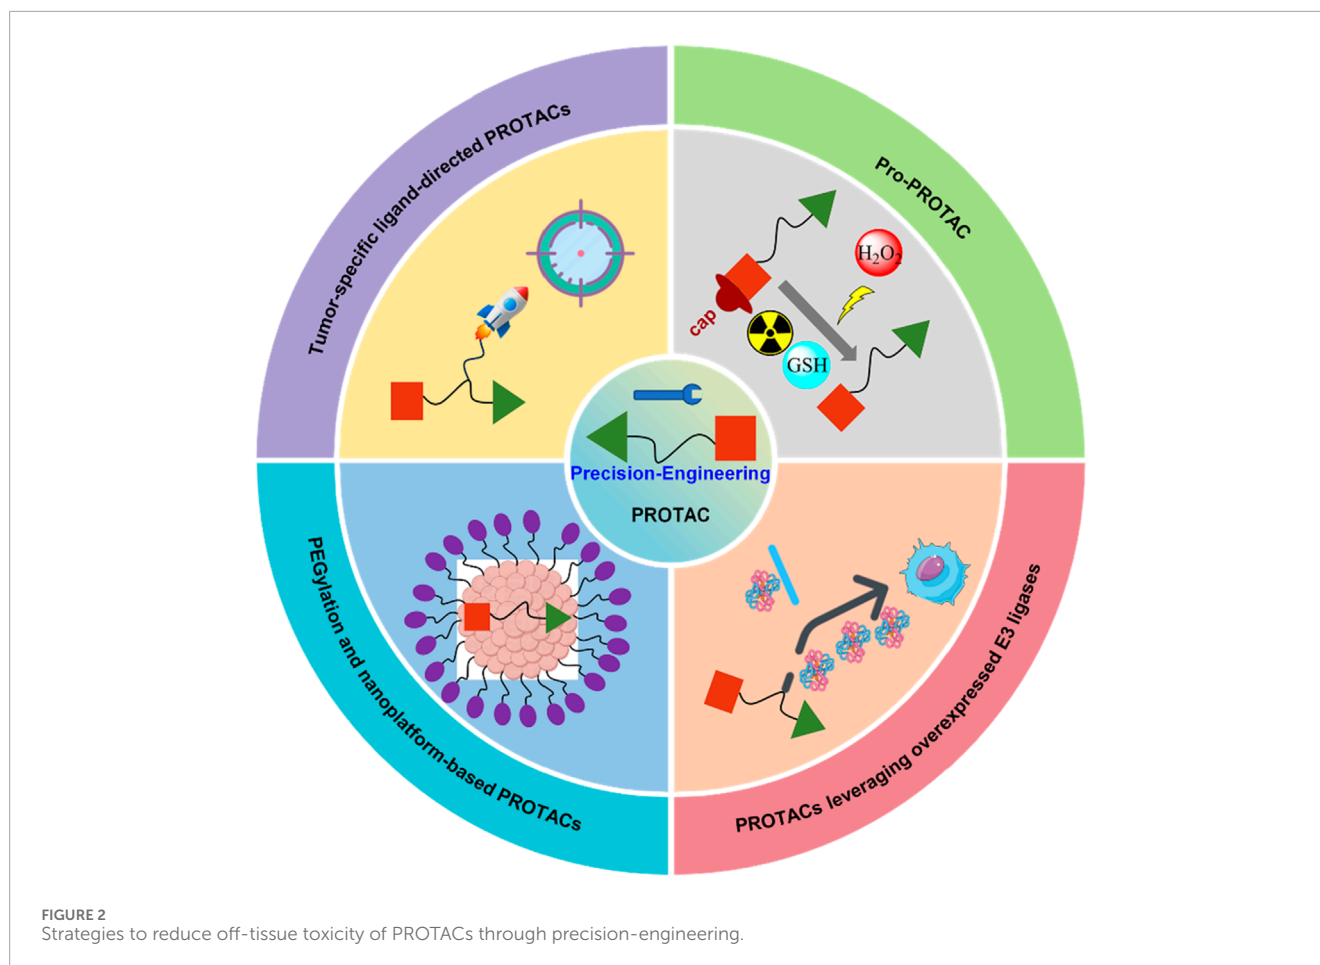 Tumor-specific ligand-directed PROTACs
Pro-PROTAC
H₂O₂
cap
GSH
Precision-Engineering
PROTAC
PEGylation and nanoplatform-based PROTACs
PROTACs leveraging overexpressed E3 ligases
FIGURE 2
Strategies to reduce off-tissue toxicity of PROTACs through precision-engineering.